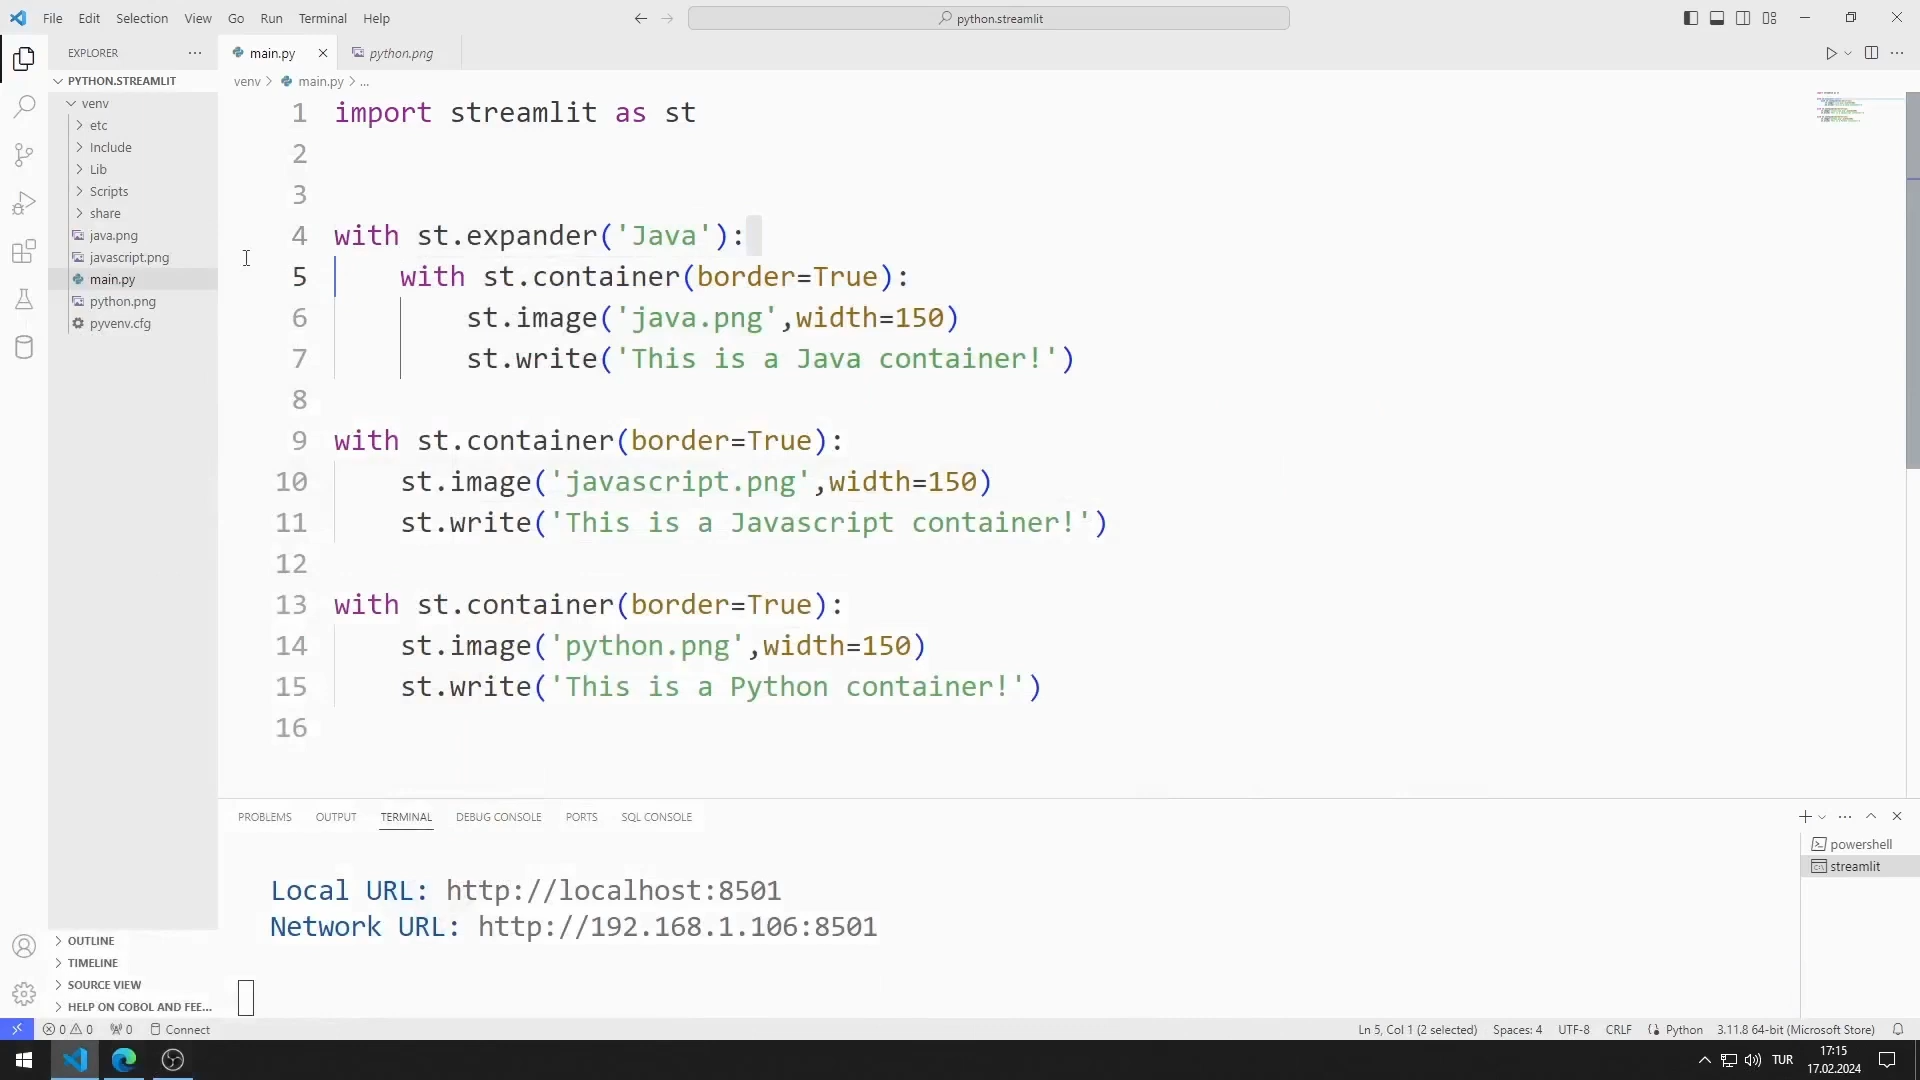 File Edit Selection View Go Run Terminal Help
python.streamlit
EXPLORER
main.py
python.png
PYTHON.STREAMLIT
venv > main.py > ...
venv
etc
Include
Lib
Scripts
share
java.png
javascript.png
main.py
python.png
pyvenv.cfg
1 import streamlit as st
2
3
4 with st.expander('Java'):
5 with st.container(border=True):
6 st.image('java.png',width=150)
7 st.write('This is a Java container!')
8
9 with st.container(border=True):
10 st.image('javascript.png',width=150)
11 st.write('This is a Javascript container!')
12
13 with st.container(border=True):
14 st.image('python.png',width=150)
15 st.write('This is a Python container!')
16
PROBLEMS OUTPUT TERMINAL DEBUG CONSOLE PORTS SQL CONSOLE
powershell
streamlit
Local URL: http://localhost:8501
Network URL: http://192.168.1.106:8501
OUTLINE
TIMELINE
SOURCE VIEW
HELP ON COBOL AND FEE...
0 0 0 Connect
Ln 5, Col 1 (2 selected) Spaces: 4 UTF-8 CRLF Python 3.11.8 64-bit (Microsoft Store)
TUR
17:15
17.02.2024